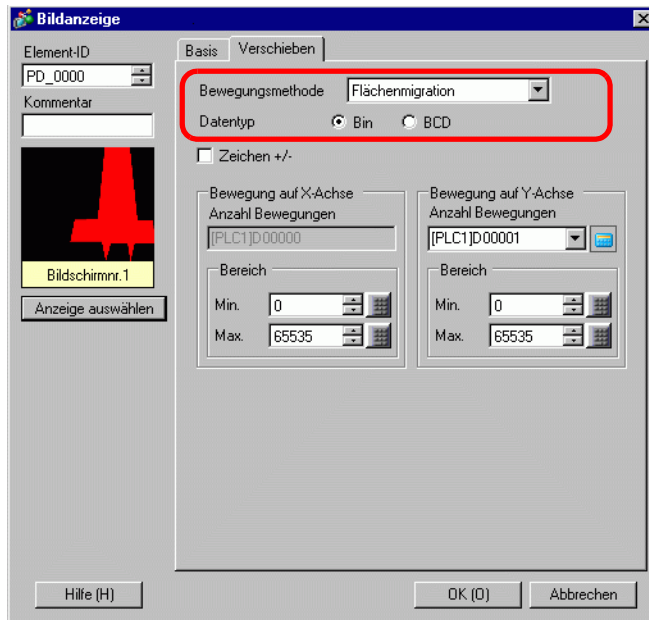 Bildanzeige
Element-ID
PD_0000
Kommentar
Bildschirmnr.1
Anzeige auswählen
Basis Verschieben
Bewegungsmethode Flächenmigration
Datentyp Bin BCD
Zeichen +/-
Bewegung auf X-Achse
Anzahl Bewegungen
[PLC1]D00000
Bereich
Min. 0
Max. 65535
Bewegung auf Y-Achse
Anzahl Bewegungen
[PLC1]D00001
Bereich
Min. 0
Max. 65535
Hilfe (H) OK (O) Abbrechen